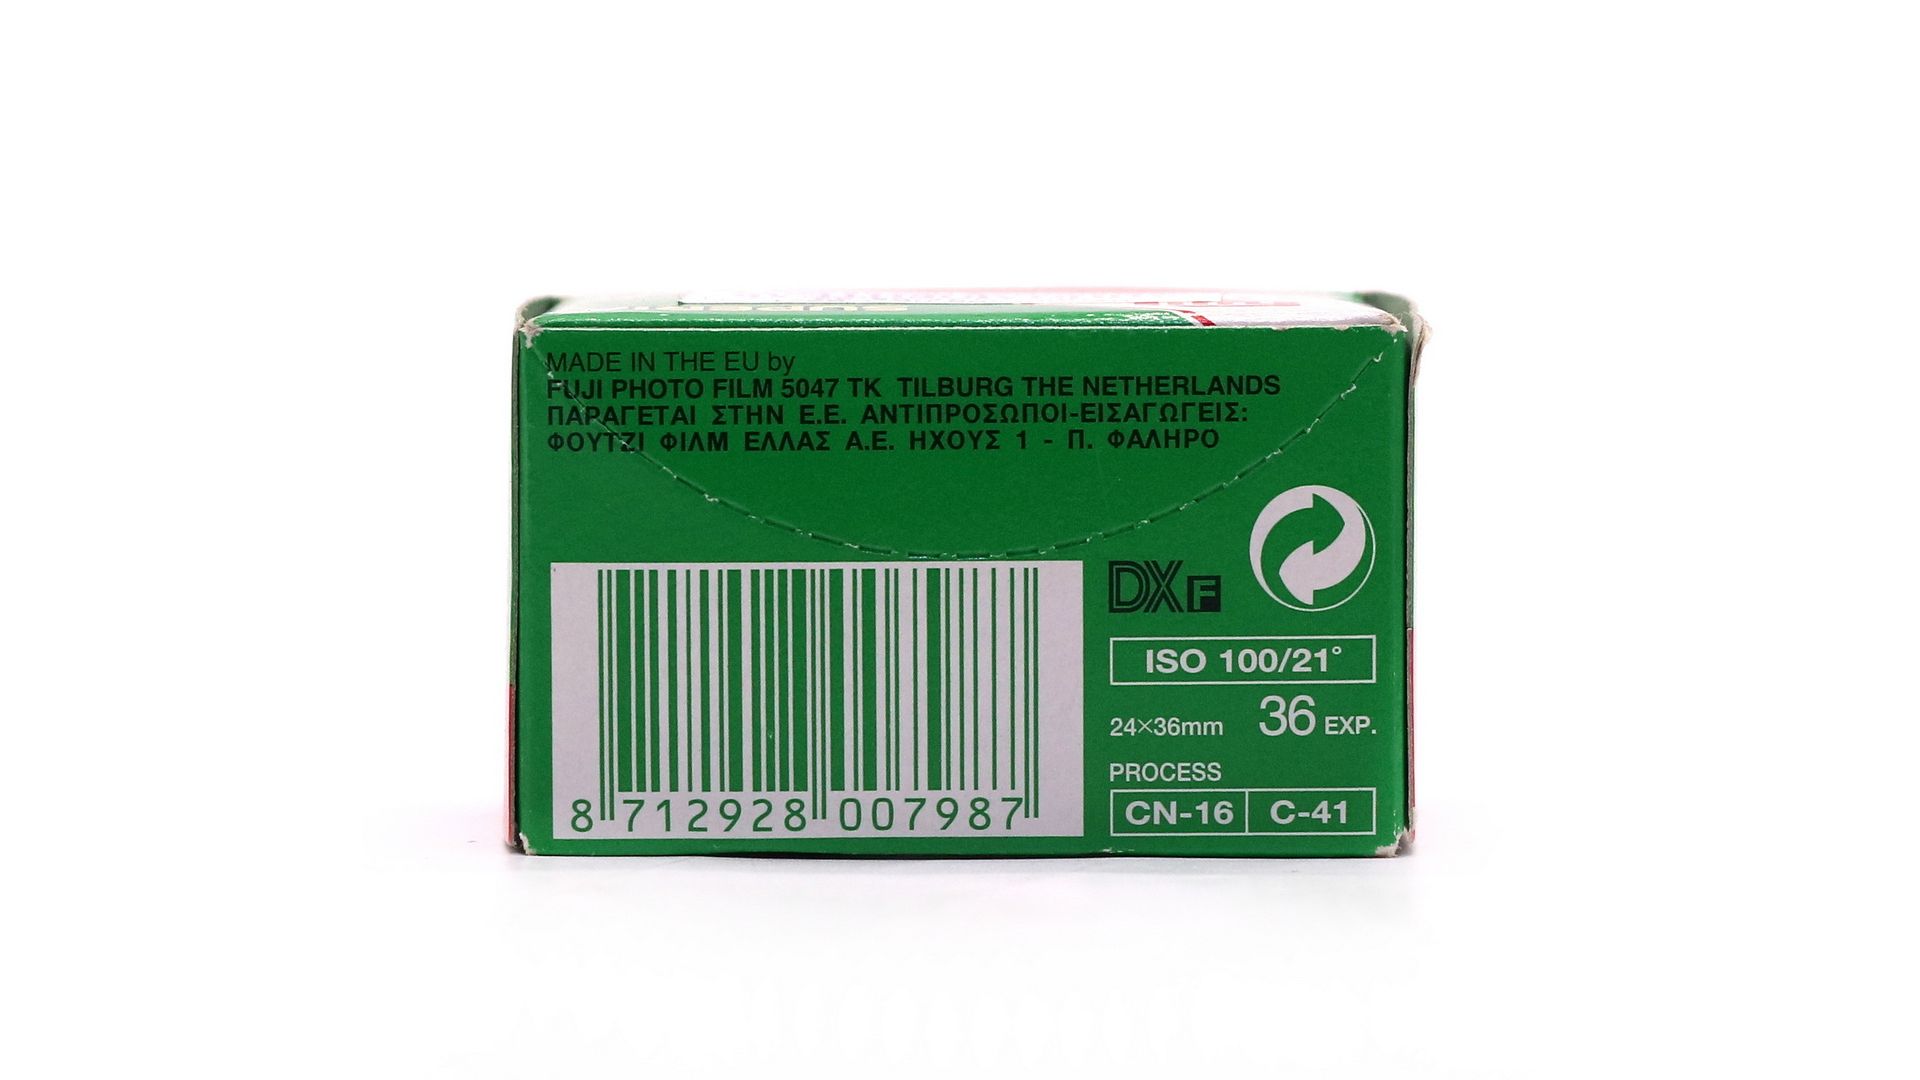 MADE IN THE EU by
FUJI PHOTO FILM 5047 TK TILBURG THE NETHERLANDS
ΠΑΡΑΓΕΤΑΙ ΣΤΗΝ Ε.Ε. ΑΝΤΙΠΡΟΣΩΠΟΙ-ΕΙΣΑΓΩΓΕΙΣ:
ΦΟΥΤΖΙ ΦΙΛΜ ΕΛΛΑΣ Α.Ε. ΗΧΟΥΣ 1 - Π. ΦΑΛΗΡΟ
DXF
ISO 100/21°
24×36mm 36 EXP.
PROCESS
CN-16 C-41
8 712928 007987